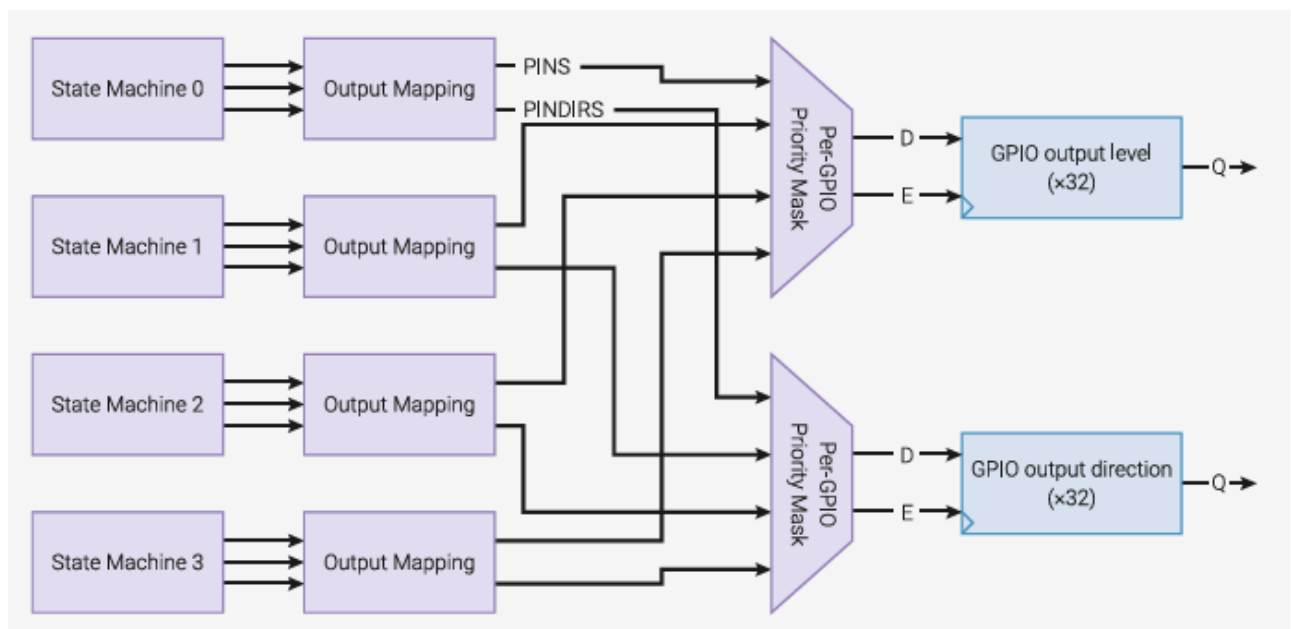 State Machine 0
Output Mapping
PINS
PINDIRS
Per-GPIO
Priority Mask
D
E
GPIO output level
(×32)
Q
State Machine 1
Output Mapping
State Machine 2
Output Mapping
Per-GPIO
Priority Mask
D
E
GPIO output direction
(×32)
Q
State Machine 3
Output Mapping